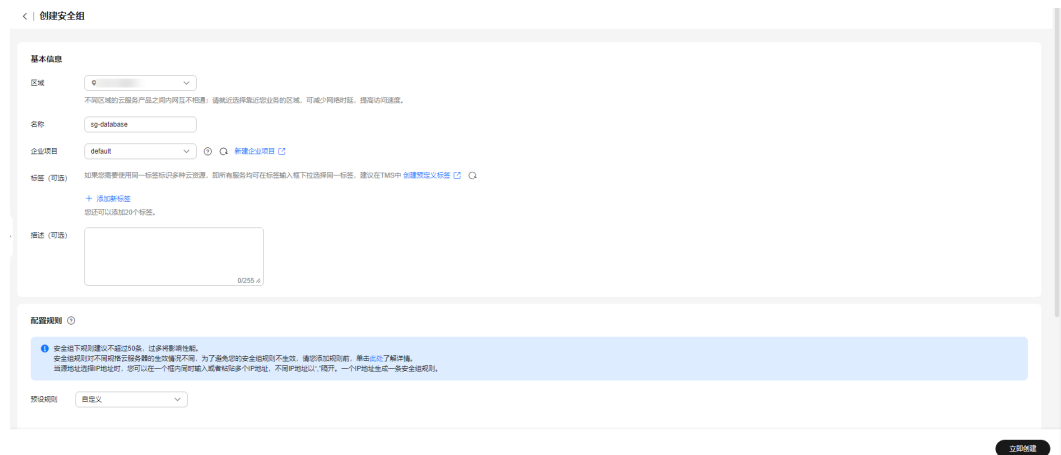 创建安全组
基本信息
区域
不同区域的云服务产品之间内网互不相通；请就近选择靠近您业务的区域，可减少网络时延，提高访问速度。
名称 sg-database
企业项目 default 新建企业项目
标签（可选） 如果您需要使用同一标签标识多种云资源，即所有服务均可在标签输入框下拉选择同一标签，建议在TMS中 创建预定义标签
+ 添加新标签
您还可以添加20个标签。
描述（可选）
0/255
配置规则
安全组下规则建议不超过50条，过多将影响性能。
安全组规则对不同规格云服务器的生效情况不同，为了避免您的安全组规则不生效，请您添加规则前，单击此处了解详情。
当源地址选择IP地址时，您可以在一个框内同时输入或者粘贴多个IP地址，不同IP地址以","隔开。一个IP地址生成一条安全组规则。
预设规则 自定义
立即创建